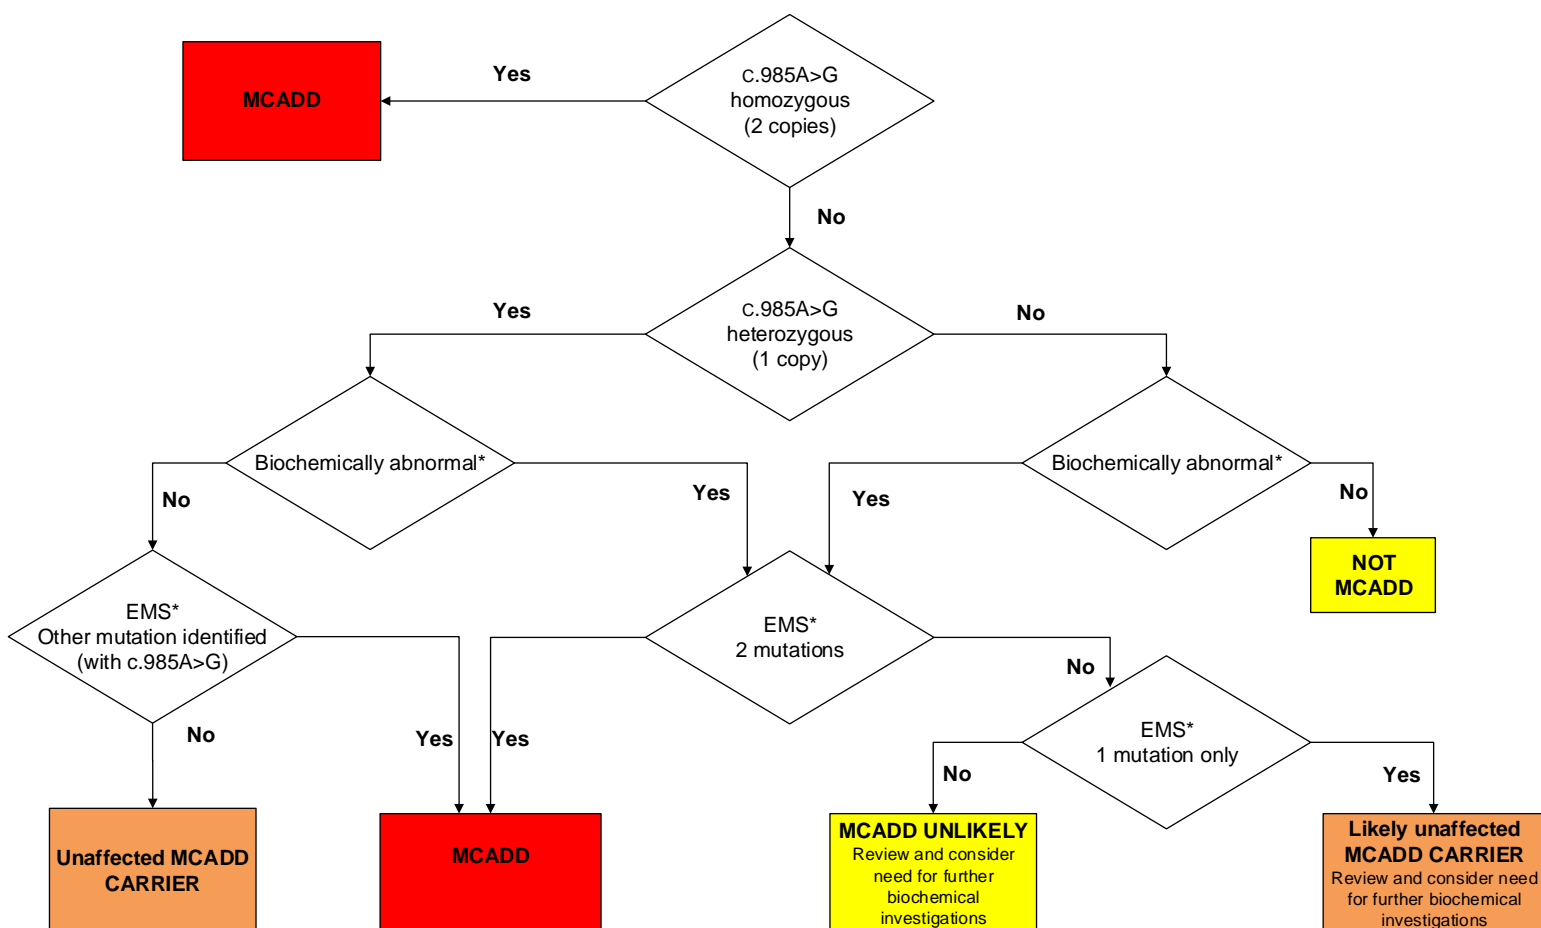 Yes
MCADD
c.985A>G
homozygous
(2 copies)
No
Yes
c.985A>G
heterozygous
(1 copy)
No
Biochemically abnormal*
Biochemically abnormal*
No
Yes
Yes
No
NOT
MCADD
EMS*
Other mutation identified
(with c.985A>G)
EMS*
2 mutations
No
No
Yes
Yes
EMS*
1 mutation only
No
Yes
Unaffected MCADD
CARRIER
MCADD
MCADD UNLIKELY
Review and consider
need for further
biochemical
investigations
Likely unaffected
MCADD CARRIER
Review and consider need
for further biochemical
investigations